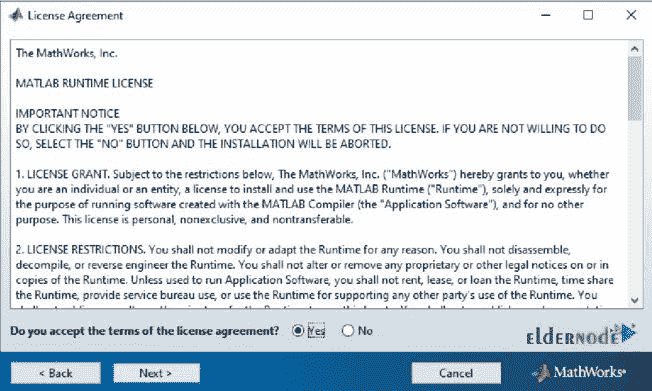 License Agreement
The MathWorks, Inc.
MATLAB RUNTIME LICENSE
IMPORTANT NOTICE
BY CLICKING THE "YES" BUTTON BELOW, YOU ACCEPT THE TERMS OF THIS LICENSE. IF YOU ARE NOT WILLING TO DO
SO, SELECT THE "NO" BUTTON AND THE INSTALLATION WILL BE ABORTED.
1. LICENSE GRANT. Subject to the restrictions below, The MathWorks, Inc. ("MathWorks") hereby grants to you, whether
you are an individual or an entity, a license to install and use the MATLAB Runtime ("Runtime"), solely and expressly for
the purpose of running software created with the MATLAB Compiler (the "Application Software"), and for no other
purpose. This license is personal, nonexclusive, and nontransferable.
2. LICENSE RESTRICTIONS. You shall not modify or adapt the Runtime for any reason. You shall not disassemble,
decompile, or reverse engineer the Runtime. You shall not alter or remove any proprietary or other legal notices on or in
copies of the Runtime. Unless used to run Application Software, you shall not rent, lease, or loan the Runtime, time share
the Runtime, provide service bureau use, or use the Runtime for supporting any other party's use of the Runtime. You
Do you accept the terms of the license agreement? Yes No
ELDERNODE
< Back Next > Cancel MathWorks